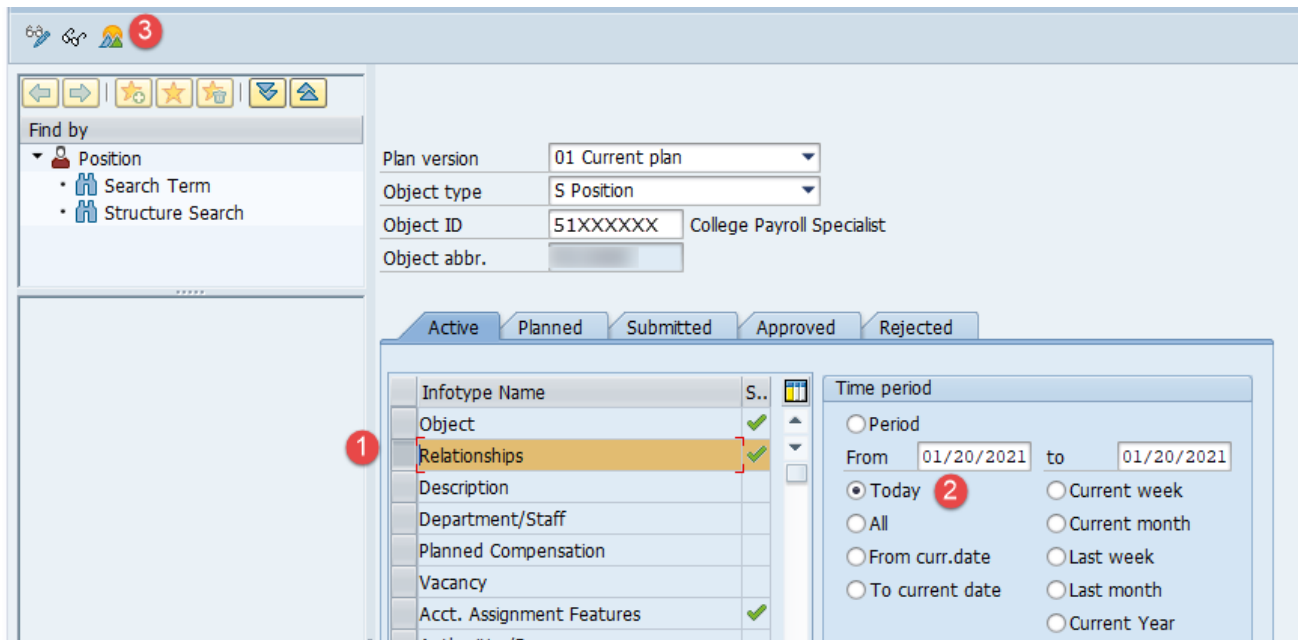 3
Find by
Position
Search Term
Structure Search
Plan version 01 Current plan
Object type S Position
Object ID 51XXXXXX College Payroll Specialist
Object abbr.
Active Planned Submitted Approved Rejected
Infotype Name S..
Object
1 Relationships
Description
Department/Staff
Planned Compensation
Vacancy
Acct. Assignment Features
Time period
Period
From 01/20/2021 to 01/20/2021
Today 2 Current week
All Current month
From curr.date Last week
To current date Last month
Current Year